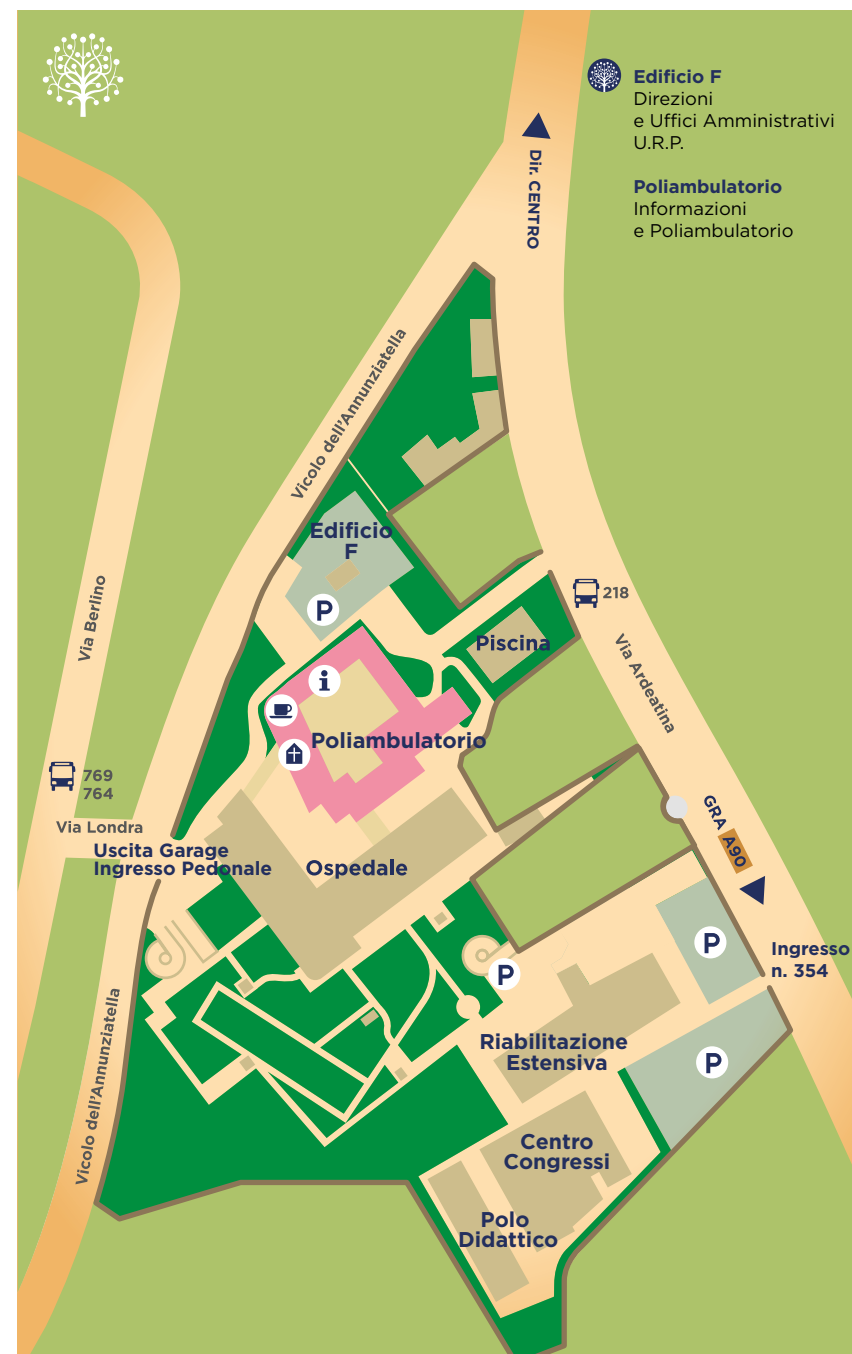 Edificio F
Direzioni
e Uffici Amministrativi
U.R.P.
Poliambulatorio
Informazioni
e Poliambulatorio
Dir. CENTRO
Vicolo dell'Annunziatella
Edificio
F
P
218
Via Berlino
Piscina
Via Ardeatina
i
Poliambulatorio
769
764
GRA A90
Via Londra
Uscita Garage
Ingresso Pedonale
Ospedale
P
Ingresso
n. 354
P
Vicolo dell'Annunziatella
Riabilitazione
Estensiva
P
Centro
Congressi
Polo
Didattico